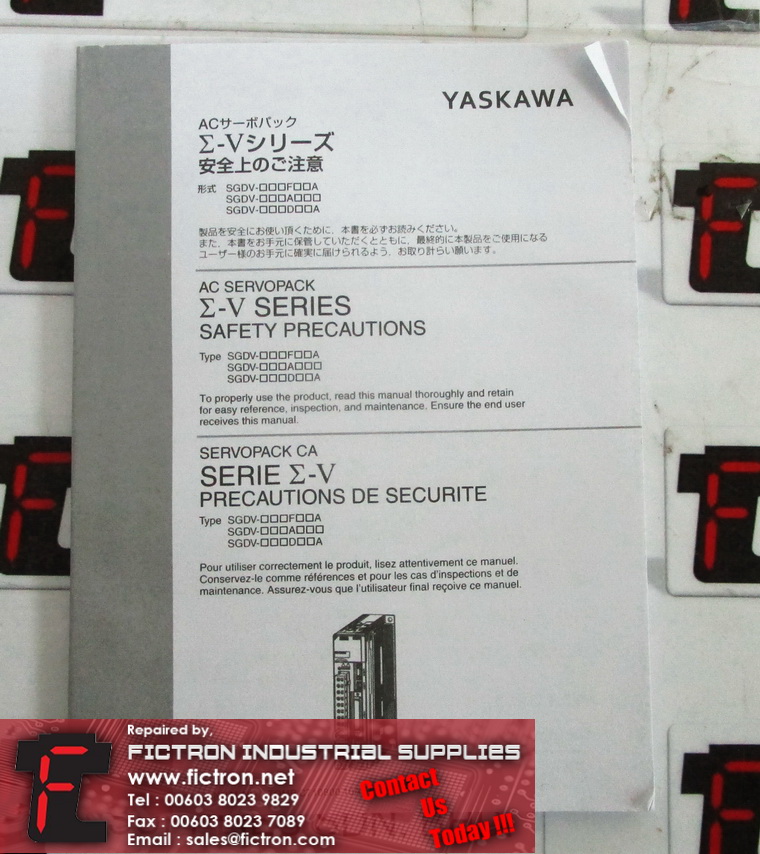 YASKAWA
ACサーボパック
Σ-Vシリーズ
安全上のご注意
形式 SGDV-□□□F□□A
SGDV-□□□A□□□
SGDV-□□□D□□A
製品を安全にお使い頂くために、本書を必ずお読みください。
また、本書をお手元に保管していただくとともに、最終的に本製品をご使用になる
ユーザー様のお手元に確実に届けられるよう、お取り計らい願います。
AC SERVOPACK
Σ-V SERIES
SAFETY PRECAUTIONS
Type SGDV-□□□F□□A
SGDV-□□□A□□□
SGDV-□□□D□□A
To properly use the product, read this manual thoroughly and retain
for easy reference, inspection, and maintenance. Ensure the end user
receives this manual.
SERVOPACK CA
SERIE Σ-V
PRECAUTIONS DE SECURITE
Type SGDV-□□□F□□A
SGDV-□□□A□□□
SGDV-□□□D□□A
Pour utiliser correctement le produit, lisez attentivement ce manuel.
Conservez-le comme références et pour les cas d'inspections et de
maintenance. Assurez-vous que l'utilisateur final reçoive ce manuel.
Repaired by,
FICTRON INDUSTRIAL SUPPLIES
www.fictron.net
Tel : 00603 8023 9829
Fax : 00603 8023 7089
Email : sales@fictron.com
Contact
Us
Today !!!